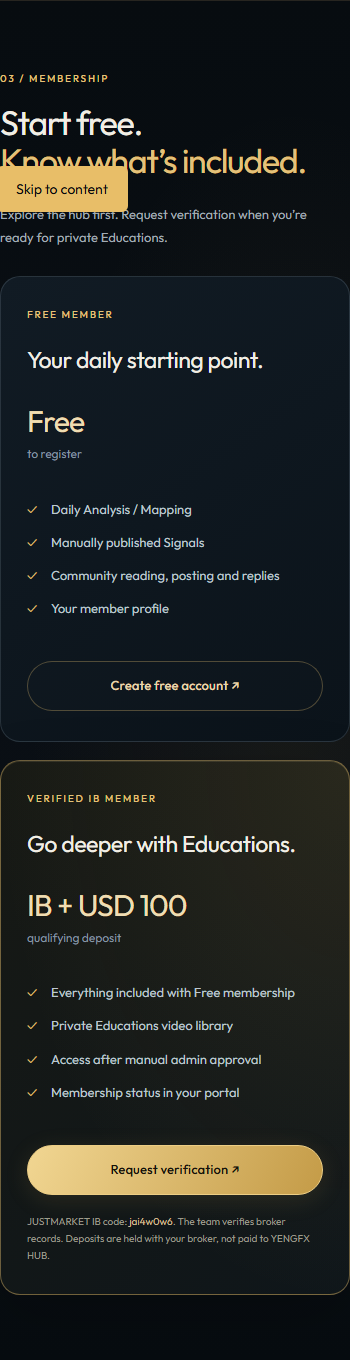 03 / MEMBERSHIP
Start free.
Know what's included.
Skip to content
Explore the hub first. Request verification when you're
ready for private Educations.
FREE MEMBER
Your daily starting point.
Free
to register
Daily Analysis / Mapping
Manually published Signals
Community reading, posting and replies
Your member profile
Create free account ↗
VERIFIED IB MEMBER
Go deeper with Educations.
IB + USD 100
qualifying deposit
Everything included with Free membership
Private Educations video library
Access after manual admin approval
Membership status in your portal
Request verification ↗
JUSTMARKET IB code: jai4w0w6. The team verifies broker
records. Deposits are held with your broker, not paid to YENGFX
HUB.